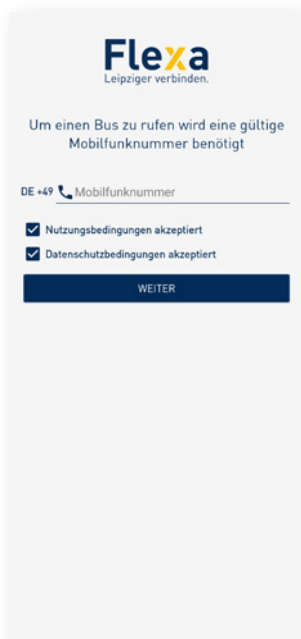 Flexa
Leipziger verbinden.
Um einen Bus zu rufen wird eine gültige
Mobilfunknummer benötigt
DE +49 Mobilfunknummer
Nutzungsbedingungen akzeptiert
Datenschutzbedingungen akzeptiert
WEITER